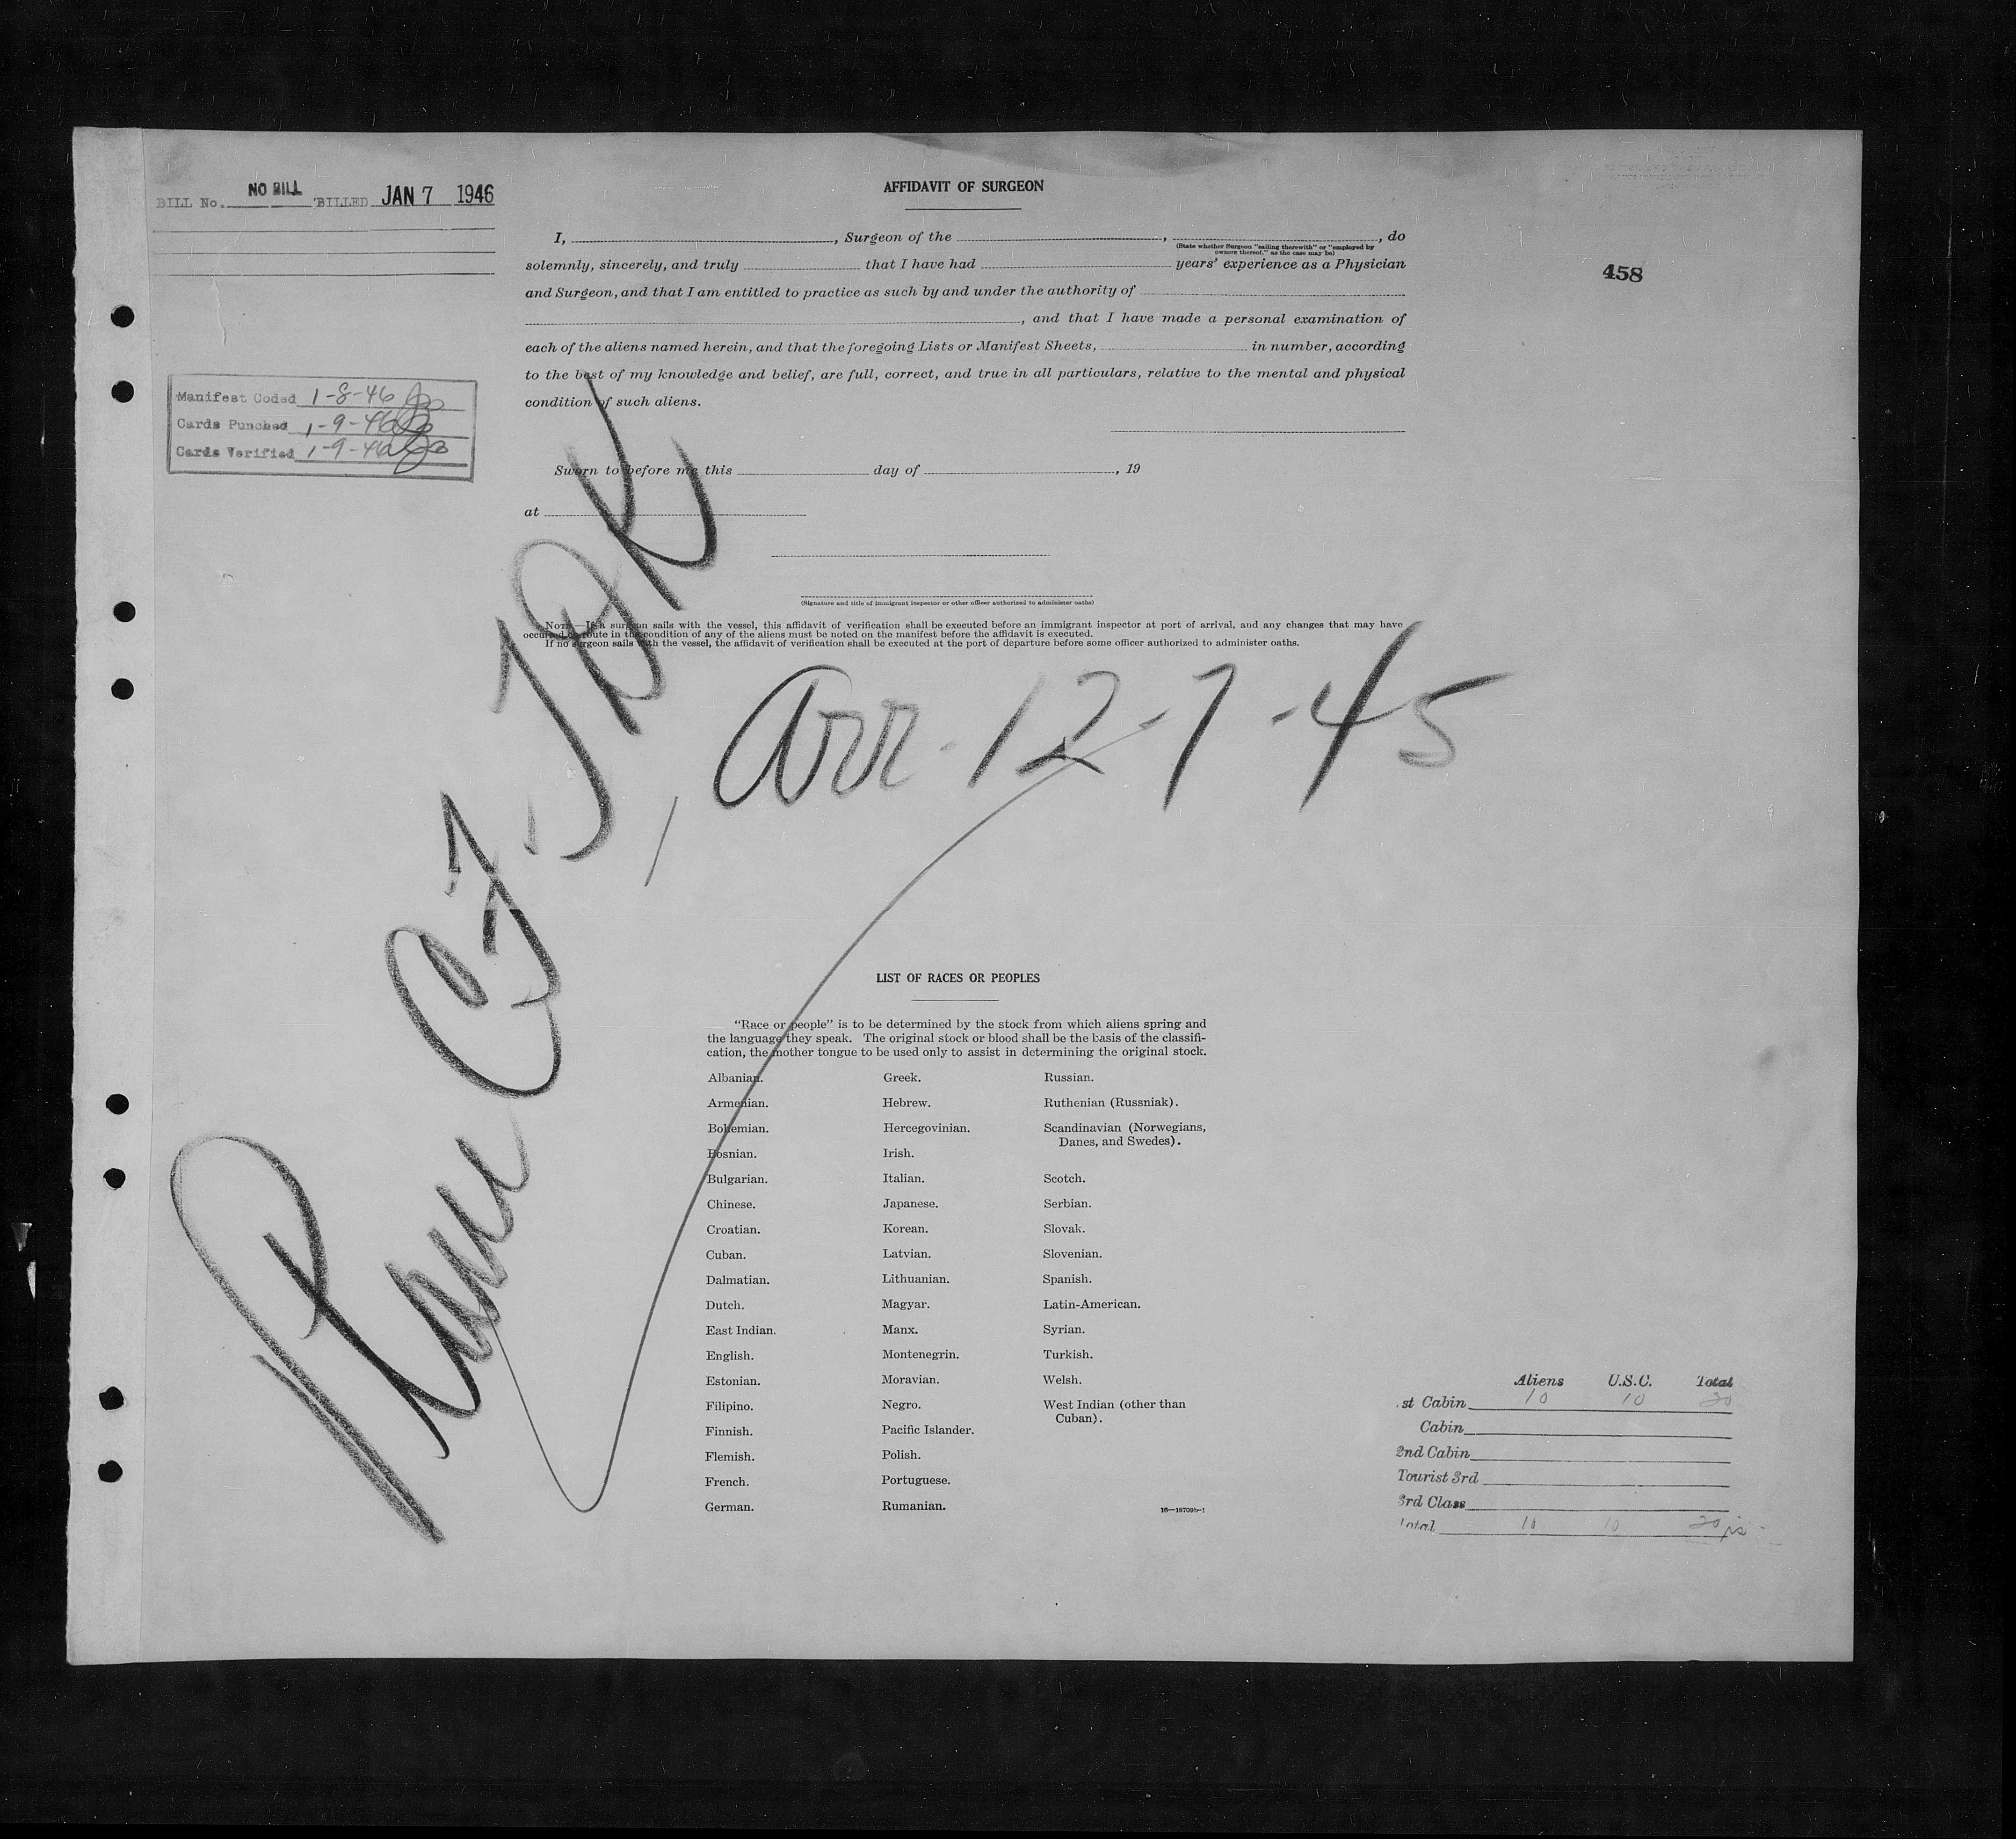 BILL No. NO BILL BILLED JAN 7 1946
AFFIDAVIT OF SURGEON
I, , Surgeon of the , , do
(State whether Surgeon "sailing therewith" or "employed by
owners thereof," as the case may be)
solemnly, sincerely, and truly that I have had years' experience as a Physician
458
and Surgeon, and that I am entitled to practice as such by and under the authority of
, and that I have made a personal examination of
each of the aliens named herein, and that the foregoing Lists or Manifest Sheets, in number, according
to the best of my knowledge and belief, are full, correct, and true in all particulars, relative to the mental and physical
condition of such aliens.
Manifest Coded 1-8-46
Cards Punched 1-9-46
Cards Verified 1-9-46
Sworn to before me this day of , 19
at
(Signature and title of immigrant inspector or other officer authorized to administer oaths)
NOTE.—If a surgeon sails with the vessel, this affidavit of verification shall be executed before an immigrant inspector at port of arrival, and any changes that may have
occurred en route in the condition of any of the aliens must be noted on the manifest before the affidavit is executed.
If no surgeon sails with the vessel, the affidavit of verification shall be executed at the port of departure before some officer authorized to administer oaths.
Arr-12-7-45
LIST OF RACES OR PEOPLES
"Race or people" is to be determined by the stock from which aliens spring and
the language they speak. The original stock or blood shall be the basis of the classifi-
cation, the mother tongue to be used only to assist in determining the original stock.
Albanian.
Armenian.
Bohemian.
Bosnian.
Bulgarian.
Chinese.
Croatian.
Cuban.
Dalmatian.
Dutch.
East Indian.
English.
Estonian.
Filipino.
Finnish.
Flemish.
French.
German.
Greek.
Hebrew.
Hercegovinian.
Irish.
Italian.
Japanese.
Korean.
Latvian.
Lithuanian.
Magyar.
Manx.
Montenegrin.
Moravian.
Negro.
Pacific Islander.
Polish.
Portuguese.
Rumanian.
Russian.
Ruthenian (Russniak).
Scandinavian (Norwegians,
Danes, and Swedes).
Scotch.
Serbian.
Slovak.
Slovenian.
Spanish.
Latin-American.
Syrian.
Turkish.
Welsh.
West Indian (other than
Cuban).
16—18709b-1
Aliens U.S.C. Total
st Cabin 10 10 20
Cabin
2nd Cabin
Tourist 3rd
3rd Class
Total 10 10 20